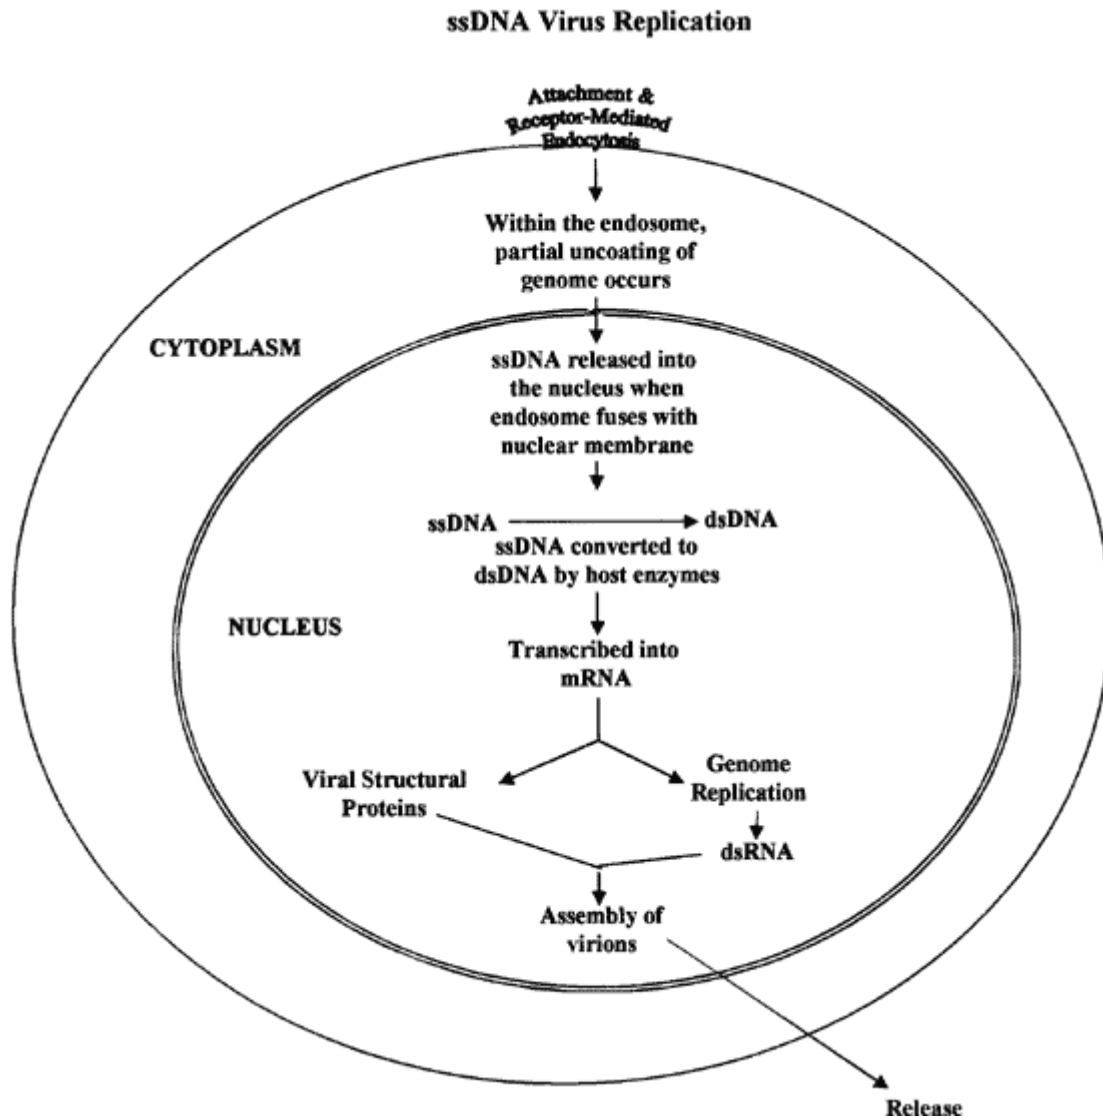 ssDNA Virus Replication
Attachment &
Receptor-Mediated
Endocytosis
Within the endosome,
partial uncoating of
genome occurs
CYTOPLASM
ssDNA released into
the nucleus when
endosome fuses with
nuclear membrane
ssDNA
dsDNA
ssDNA converted to
dsDNA by host enzymes
NUCLEUS
Transcribed into
mRNA
Viral Structural
Proteins
Genome
Replication
dsRNA
Assembly of
virions
Release